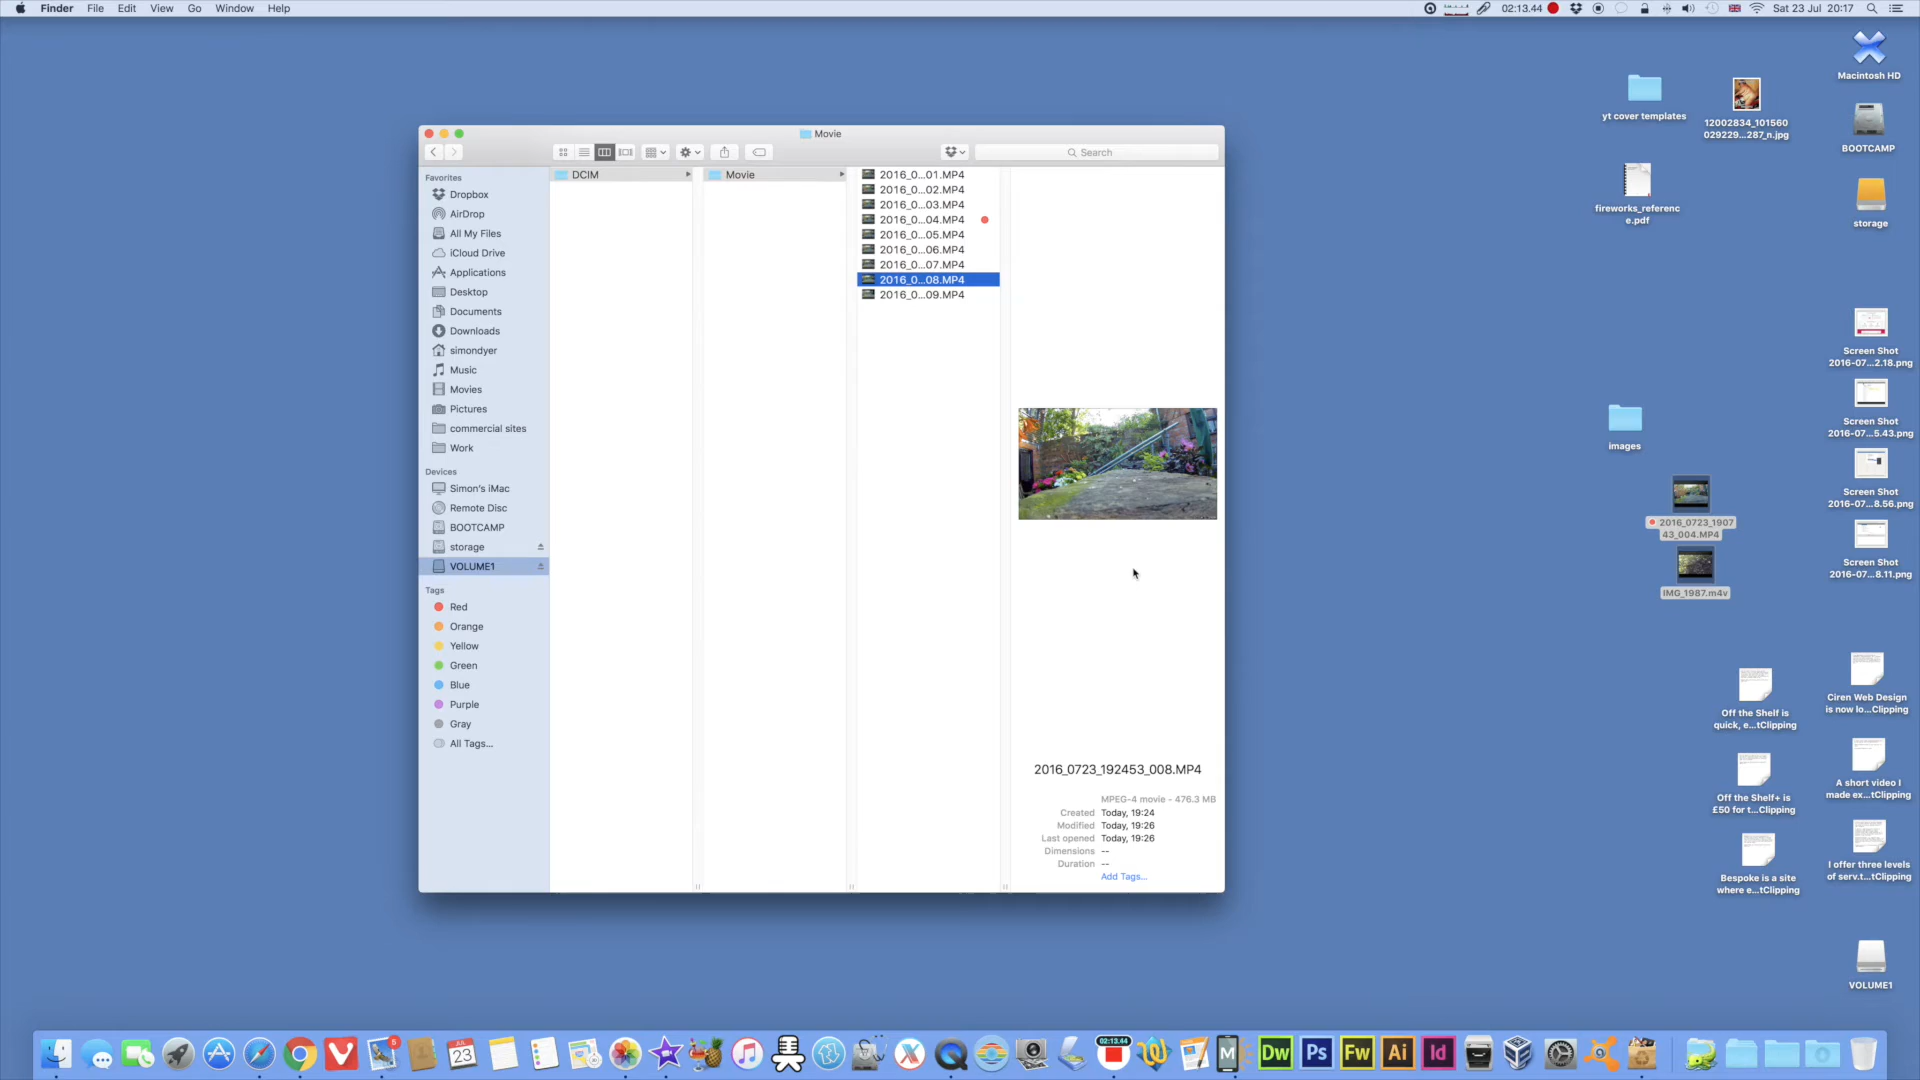 Finder File Edit View Go Window Help
02:13.44
Sat 23 Jul 20:17
Movie
Search
Favorites
Dropbox
AirDrop
All My Files
iCloud Drive
Applications
Desktop
Documents
Downloads
simondyer
Music
Movies
Pictures
commercial sites
Work
Devices
Simon's iMac
Remote Disc
BOOTCAMP
storage
VOLUME1
Tags
Red
Orange
Yellow
Green
Blue
Purple
Gray
All Tags...
DCIM
Movie
2016_0...01.MP4
2016_0...02.MP4
2016_0...03.MP4
2016_0...04.MP4
2016_0...05.MP4
2016_0...06.MP4
2016_0...07.MP4
2016_0...08.MP4
2016_0...09.MP4
2016_0723_192453_008.MP4
MPEG-4 movie - 476.3 MB
Created Today, 19:24
Modified Today, 19:26
Last opened Today, 19:26
Dimensions --
Duration --
Add Tags...
yt cover templates
12002834_101560
029229...287_n.jpg
fireworks_referenc
e.pdf
images
2016_0723_1907
43_004.MP4
IMG_1987.m4v
Off the Shelf is
quick, e...tClipping
Off the Shelf+ is
£50 for t...Clipping
Bespoke is a site
where e...tClipping
Macintosh HD
BOOTCAMP
storage
Screen Shot
2016-07...2.18.png
Screen Shot
2016-07...5.43.png
Screen Shot
2016-07...8.56.png
Screen Shot
2016-07...8.11.png
Ciren Web Design
is now lo...Clipping
A short video I
made ex...tClipping
I offer three levels
of serv.t...tClipping
VOLUME1
5
23
02:13.44
M
Dw
Ps
Fw
Ai
Id